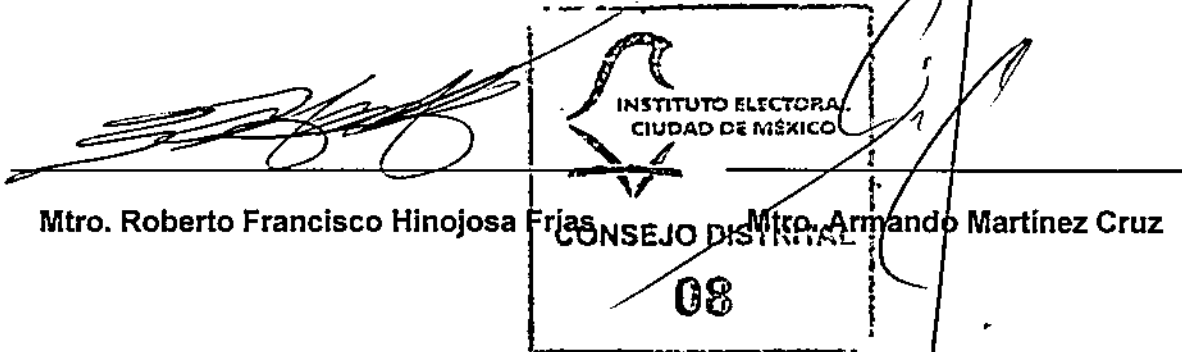 INSTITUTO ELECTORAL
CIUDAD DE MÉXICO
Mtro. Roberto Francisco Hinojosa Frías
Mtro. Armando Martínez Cruz
CONSEJO DISTRITAL
08